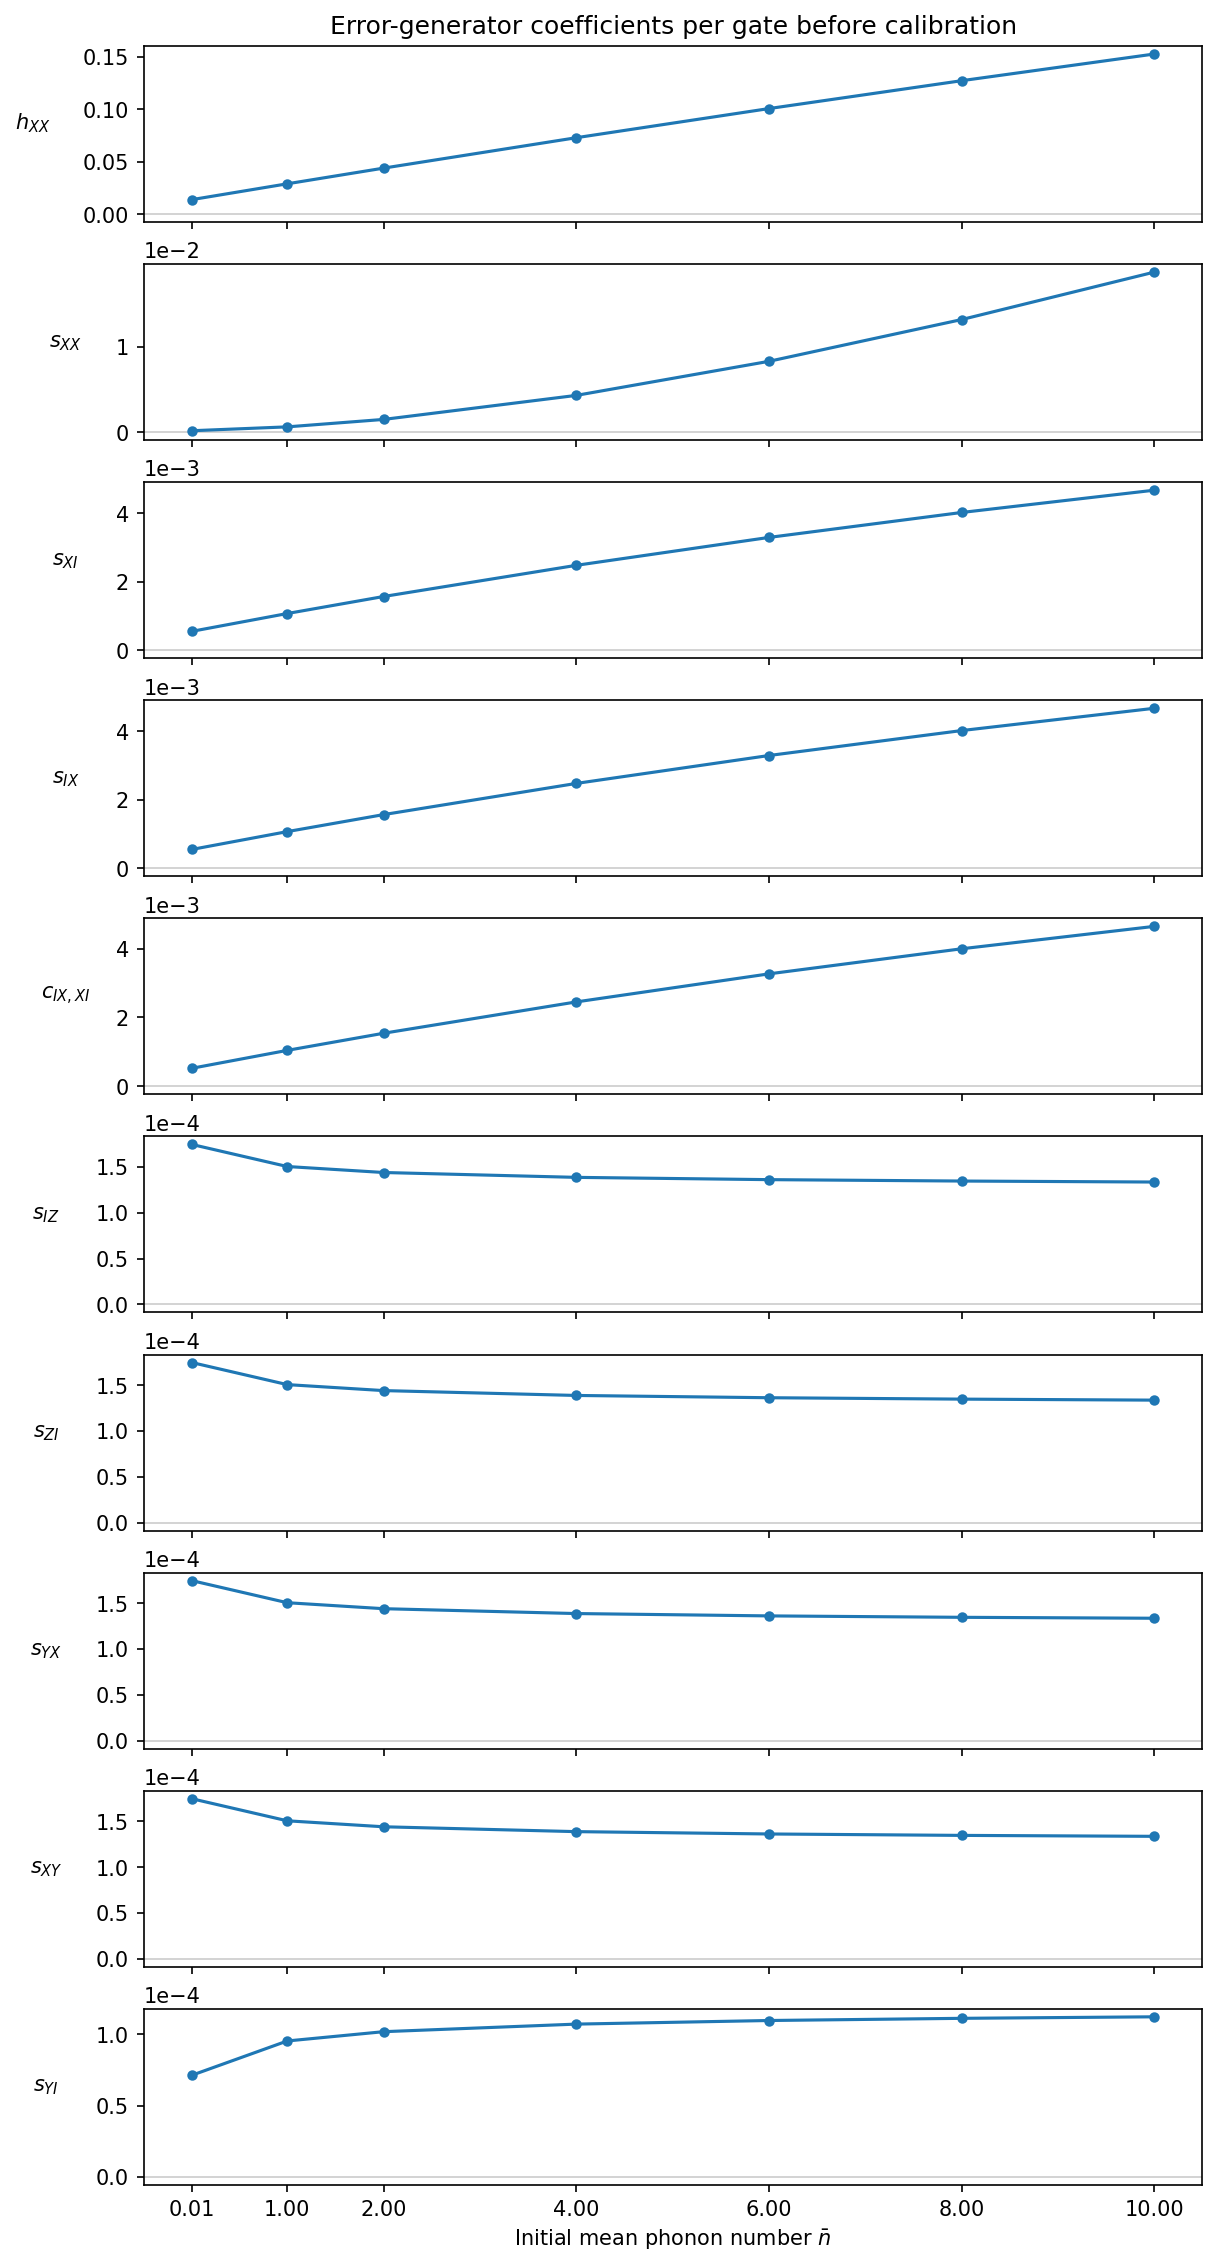 Error-generator coefficients per gate before calibration
h_XX
0.15
0.10
0.05
0.00
1e−2
s_XX
1
0
1e−3
s_XI
4
2
0
1e−3
s_IX
4
2
0
1e−3
c_IX, XI
4
2
0
1e−4
s_IZ
1.5
1.0
0.5
0.0
1e−4
s_ZI
1.5
1.0
0.5
0.0
1e−4
s_YX
1.5
1.0
0.5
0.0
1e−4
s_XY
1.5
1.0
0.5
0.0
1e−4
s_YI
1.0
0.5
0.0
0.01 1.00 2.00 4.00 6.00 8.00 10.00
Initial mean phonon number n̄